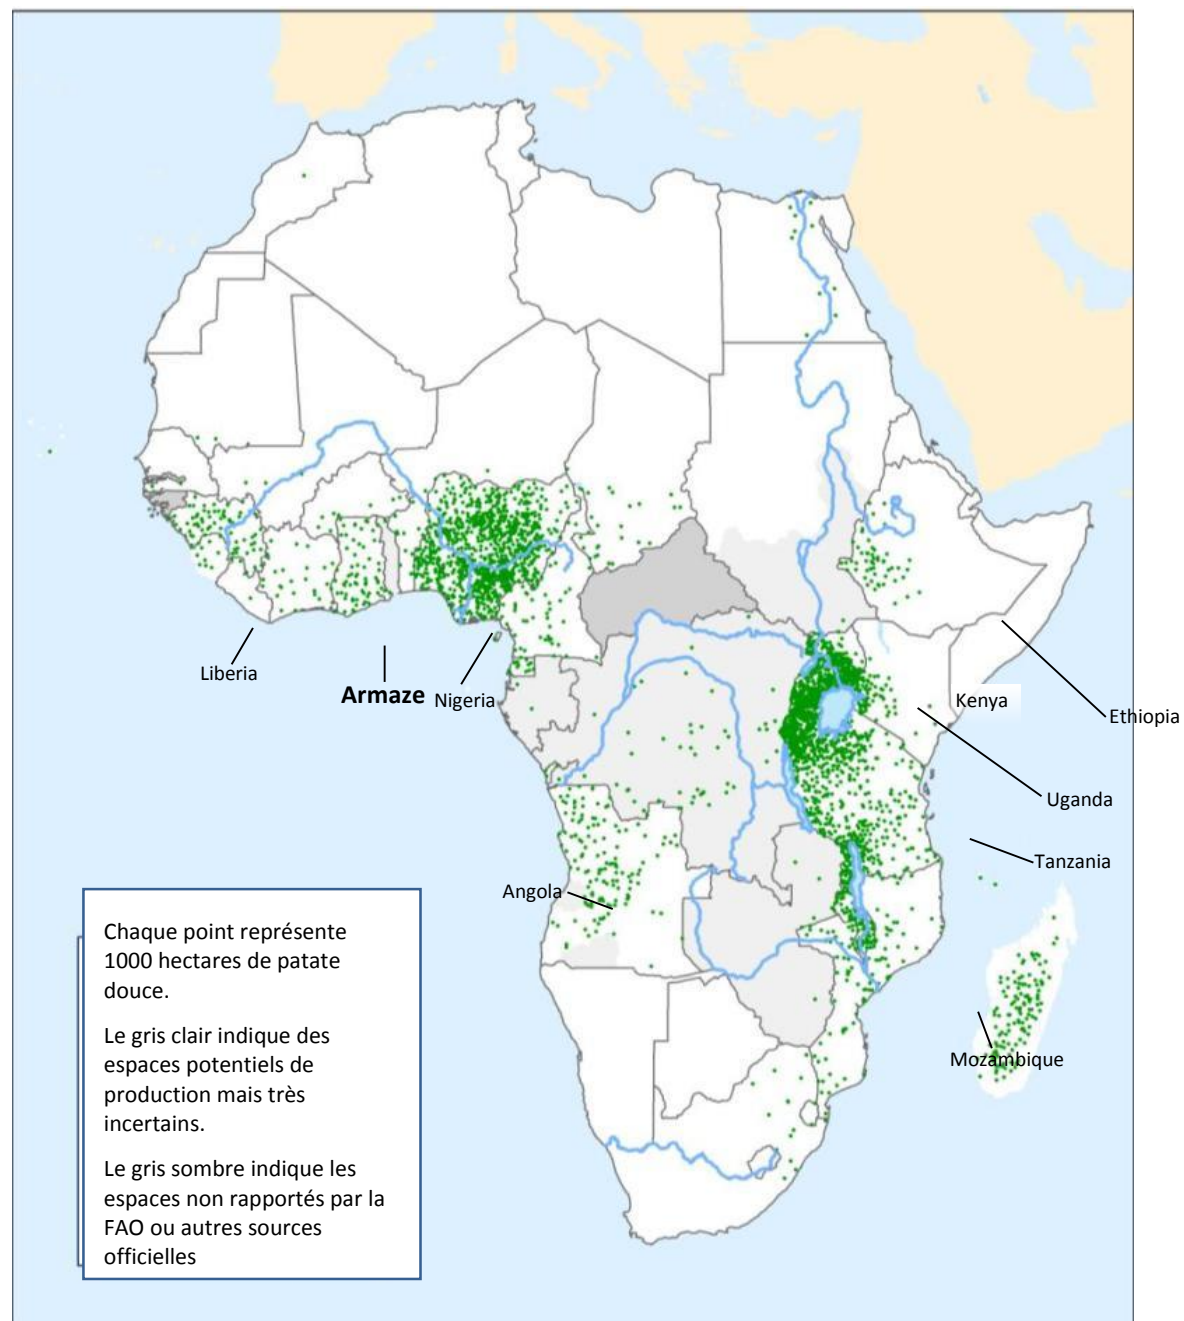 Liberia
Armaze
Nigeria
Kenya
Ethiopia
Uganda
Tanzania
Angola
Mozambique
Chaque point représente
1000 hectares de patate
douce.
Le gris clair indique des
espaces potentiels de
production mais très
incertains.
Le gris sombre indique les
espaces non rapportés par la
FAO ou autres sources
officielles